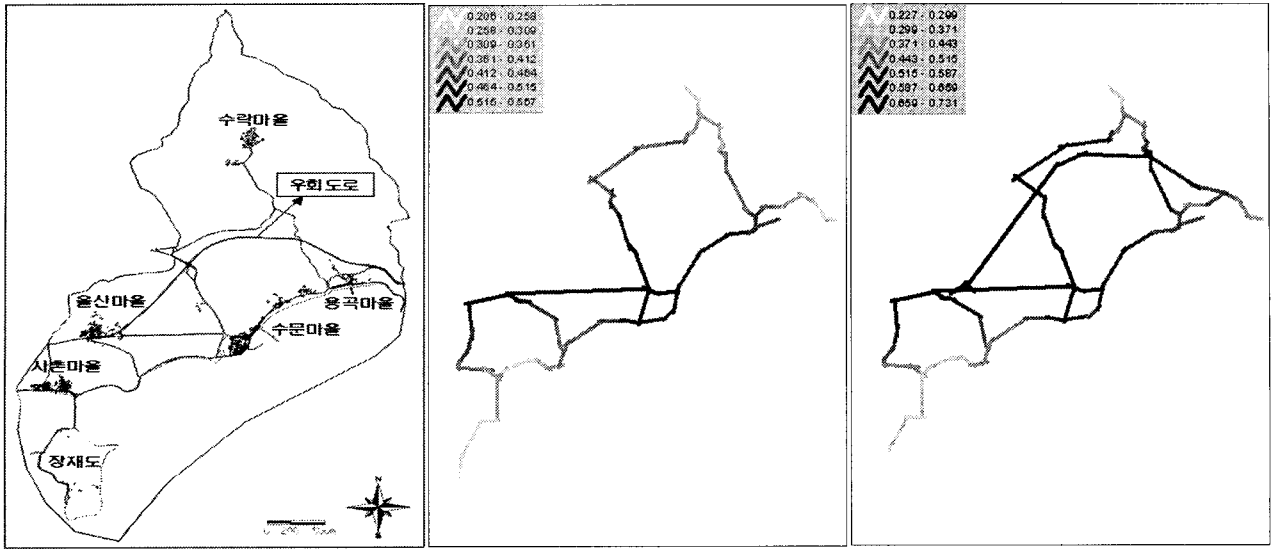 수락마을
우회도로
울산마을
용곡마을
수문마을
사촌마을
장재도
N
0.206 - 0.258
0.258 - 0.309
0.309 - 0.361
0.361 - 0.412
0.412 - 0.464
0.464 - 0.515
0.515 - 0.567
0.227 - 0.299
0.299 - 0.371
0.371 - 0.443
0.443 - 0.515
0.515 - 0.587
0.587 - 0.659
0.659 - 0.731